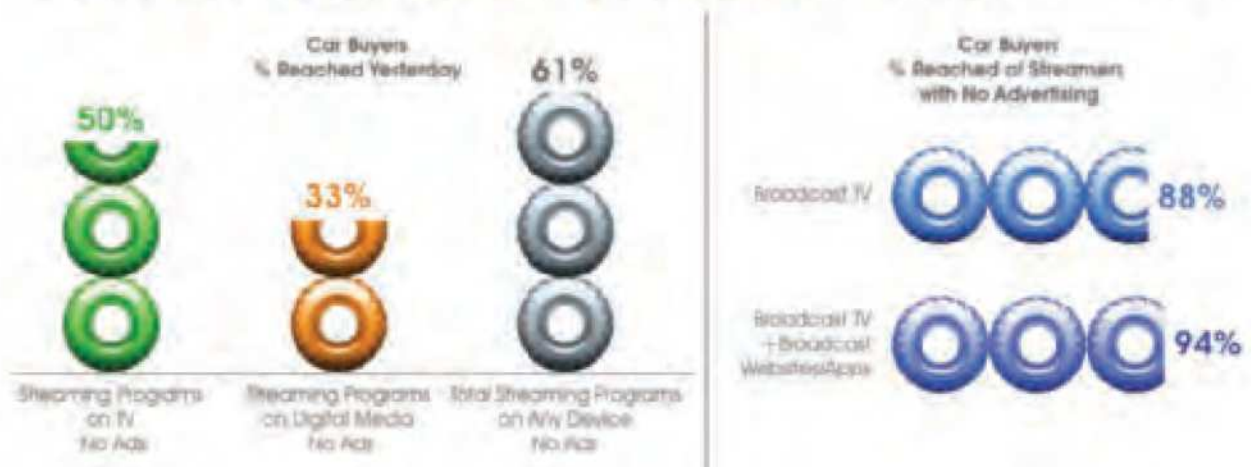 Car Buyers
% Reached Yesterday
50%
33%
61%
Streaming Programs
on TV
No Ads
Streaming Programs
on Digital Media
No Ads
Total Streaming Programs
on Any Device
No Ads
Car Buyers
% Reached of Streamers
with No Advertising
Broadcast TV
88%
Broadcast TV
+Broadcast
Websites/Apps
94%